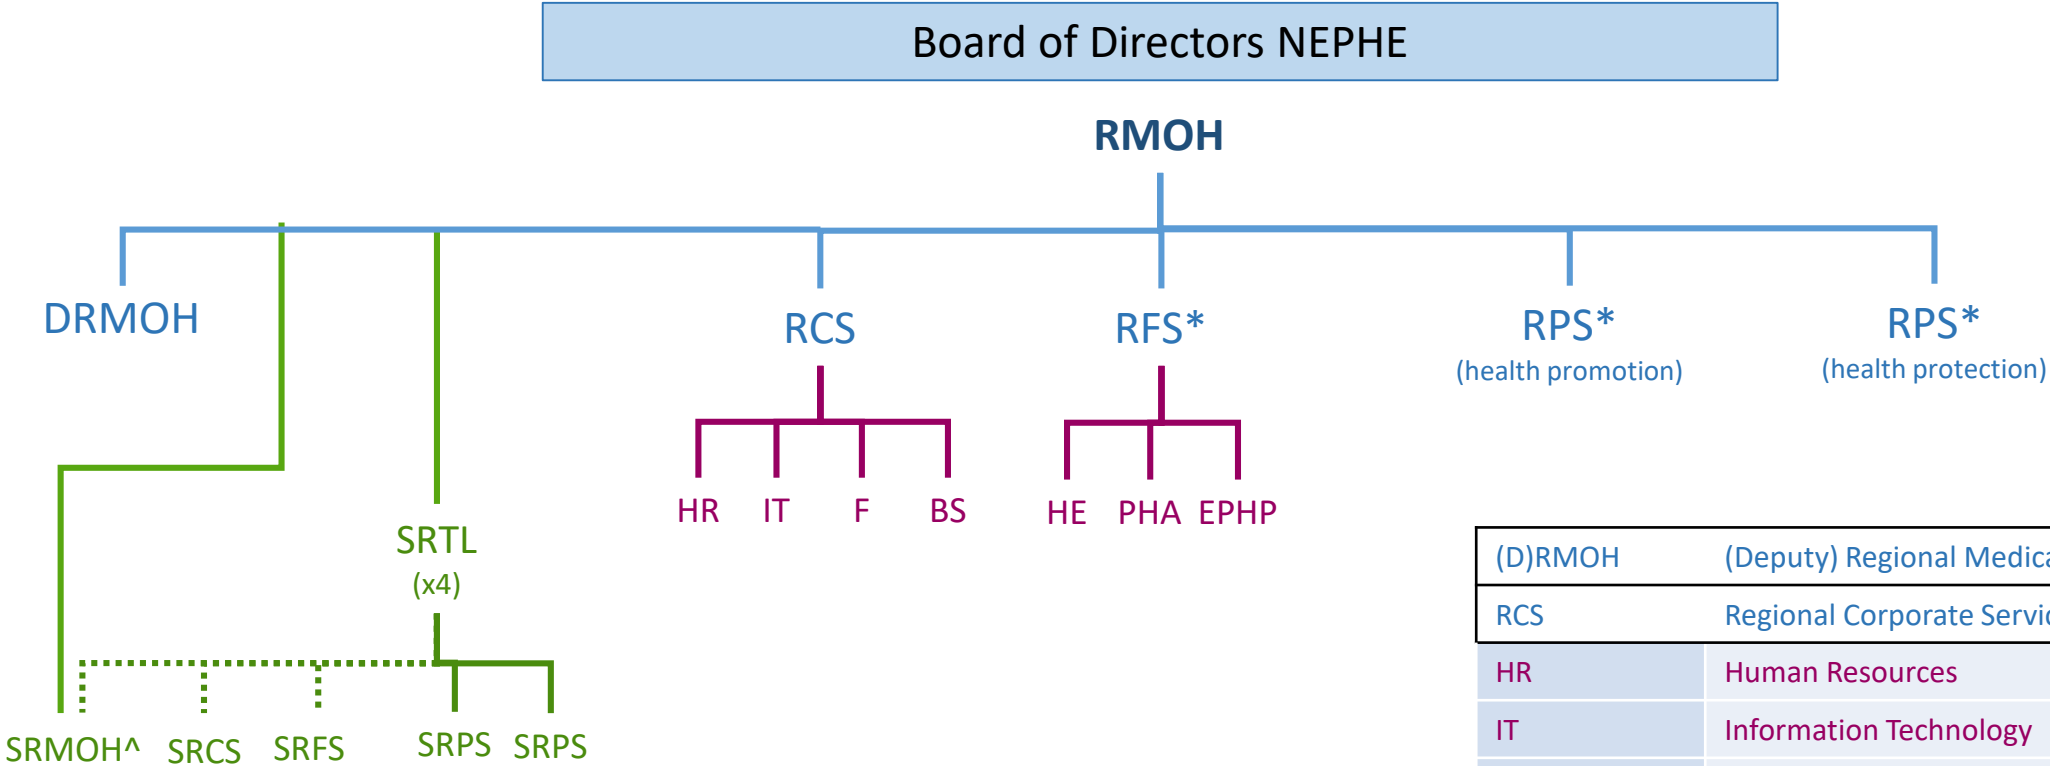 Board of Directors NEPHE
RMOH
DRMOH
RCS
RFS*
RPS*
(health promotion)
RPS*
(health protection)
HR IT F BS
HE PHA EPHP
SRTL
(x4)
SRMOH^ SRCS SRFS SRPS SRPS
(D)RMOH (Deputy) Regional
RCS Regional Corporate
HR Human Resources
IT Information Technology